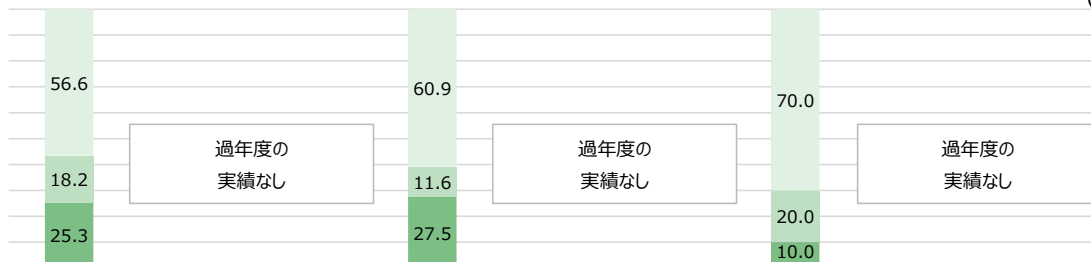 56.6
60.9
70.0
過年度の
実績なし
過年度の
実績なし
過年度の
実績なし
18.2
11.6
20.0
25.3
27.5
10.0